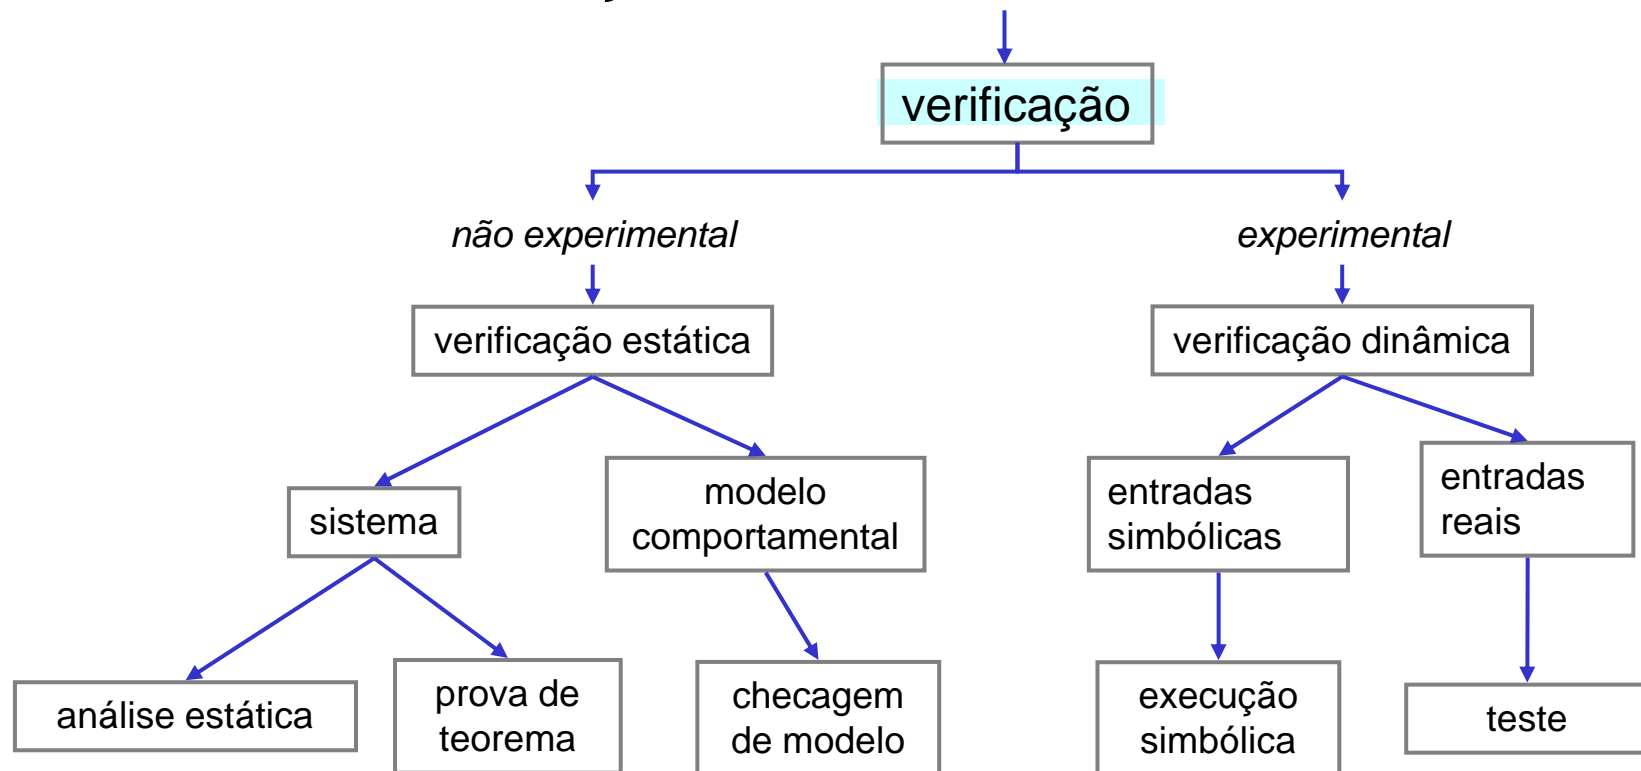 verificação
não experimental
experimental
verificação estática
verificação dinâmica
sistema
modelo
comportamental
entradas
simbólicas
entradas
reais
análise estática
prova de
teorema
checagem
de modelo
execução
simbólica
teste